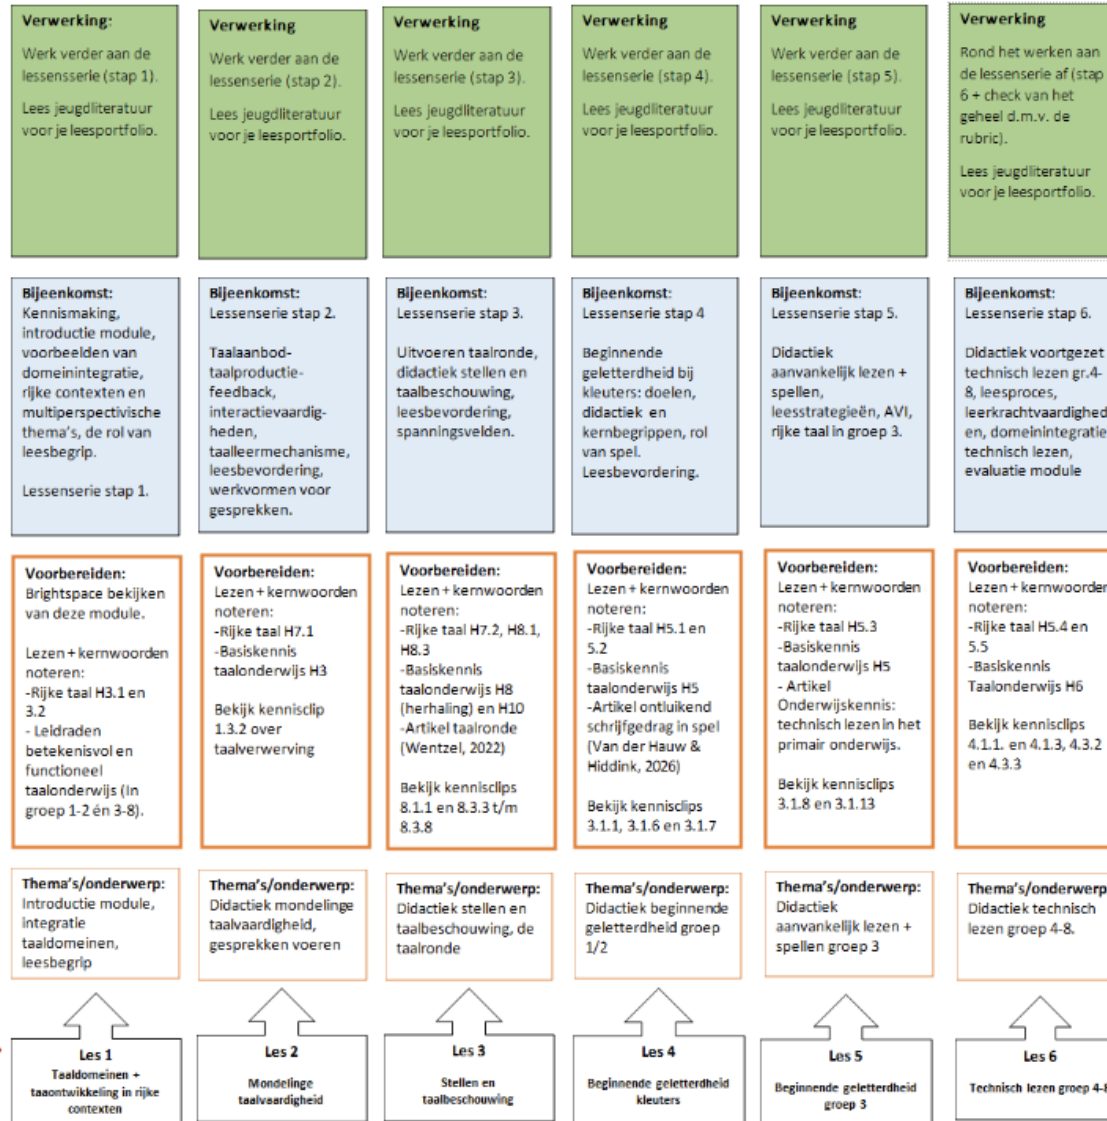 Verwerking:
Werk verder aan de
lessensserie (stap 1).
Lees jeugdliteratuur
voor je leesportfolio.
Verwerking
Werk verder aan de
lessenserie (stap 2).
Lees jeugdliteratuur
voor je leesportfolio.
Verwerking
Werk verder aan de
lessenserie (stap 3).
Lees jeugdliteratuur
voor je leesportfolio.
Verwerking
Werk verder aan de
lessenserie (stap 4).
Lees jeugdliteratuur
voor je leesportfolio.
Verwerking
Werk verder aan de
lessenserie (stap 5).
Lees jeugdliteratuur
voor je leesportfolio.
Verwerking
Rond het werken aan
de lessenserie af (stap
6 + check van het
geheel d.m.v. de
rubric).
Lees jeugdliteratuur
voor je leesportfolio.
Bijeenkomst:
Kennismaking,
introductie module,
voorbeelden van
domeinintegratie,
rijke contexten en
multiperspectivische
thema's, de rol van
leesbegrip.
Lessenserie stap 1.
Bijeenkomst:
Lessenserie stap 2.
Taalaanbod-
taalproductie-
feedback,
interactievaardig-
heden,
taalleermechanisme,
leesbevordering,
werkvormen voor
gesprekken.
Bijeenkomst:
Lessenserie stap 3.
Uitvoeren taalronde,
didactiek stellen en
taalbeschouwing,
leesbevordering,
spanningsvelden.
Bijeenkomst:
Lessenserie stap 4
Beginnende
geletterdheid bij
kleuters: doelen,
didactiek en
kernbegrippen, rol
van spel.
Leesbevordering.
Bijeenkomst:
Lessenserie stap 5.
Didactiek
aanvankelijk lezen +
spellen,
leesstrategieën, AVI,
rijke taal in groep 3.
Bijeenkomst:
Lessenserie stap 6.
Didactiek voortgezet
technisch lezen gr.4-
8, leesproces,
leerkrachtvaardighed
en, domeinintegratie
technisch lezen,
evaluatie module
Voorbereiden:
Brightspace bekijken
van deze module.
Lezen + kernwoorden
noteren:
-Rijke taal H3.1 en
3.2
- Leidraden
betekenisvol en
functioneel
taalonderwijs (In
groep 1-2 én 3-8).
Voorbereiden:
Lezen + kernwoorden
noteren:
-Rijke taal H7.1
-Basiskennis
taalonderwijs H3
Bekijk kennisclip
1.3.2 over
taalverwerving
Voorbereiden:
Lezen + kernwoorden
noteren:
-Rijke taal H7.2, H8.1,
H8.3
-Basiskennis
taalonderwijs H8
(herhaling) en H10
-Artikel taalronde
(Wentzel, 2022)
Bekijk kennisclips
8.1.1 en 8.3.3 t/m
8.3.8
Voorbereiden:
Lezen + kernwoorden
noteren:
-Rijke taal H5.1 en
5.2
-Basiskennis
taalonderwijs H5
-Artikel ontluikend
schrijfgedrag in spel
(Van der Hauw &
Hiddink, 2026)
Bekijk kennisclips
3.1.1, 3.1.6 en 3.1.7
Voorbereiden:
Lezen + kernwoorden
noteren:
-Rijke taal H5.3
-Basiskennis
taalonderwijs H5
- Artikel
Onderwijskennis:
technisch lezen in het
primair onderwijs.
Bekijk kennisclips
3.1.8 en 3.1.13
Voorbereiden:
Lezen + kernwoorden
noteren:
-Rijke taal H5.4 en
5.5
-Basiskennis
Taalonderwijs H6
Bekijk kennisclips
4.1.1. en 4.1.3, 4.3.2
en 4.3.3
Thema's/onderwerp:
Introductie module,
integratie
taaldomeinen,
leesbegrip
Thema's/onderwerp:
Didactiek mondelinge
taalvaardigheid,
gesprekken voeren
Thema's/onderwerp:
Didactiek stellen en
taalbeschouwing, de
taalronde
Thema's/onderwerp:
Didactiek beginnende
geletterdheid groep
1/2
Thema's/onderwerp:
Didactiek
aanvankelijk lezen +
spellen groep 3
Thema's/onderwerp
Didactiek technisch
lezen groep 4-8.
Les 1
Taaldomeinen +
taaontwikkeling in rijke
contexten
Les 2
Mondelinge
taalvaardigheid
Les 3
Stellen en
taalbeschouwing
Les 4
Beginnende geletterdheid
kleuters
Les 5
Beginnende geletterdheid
groep 3
Les 6
Technisch lezen groep 4-8